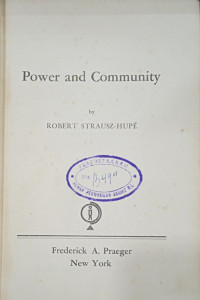 Power and Community
by
ROBERT STRAUSZ-HUPÉ
Frederick A. Praeger
New York